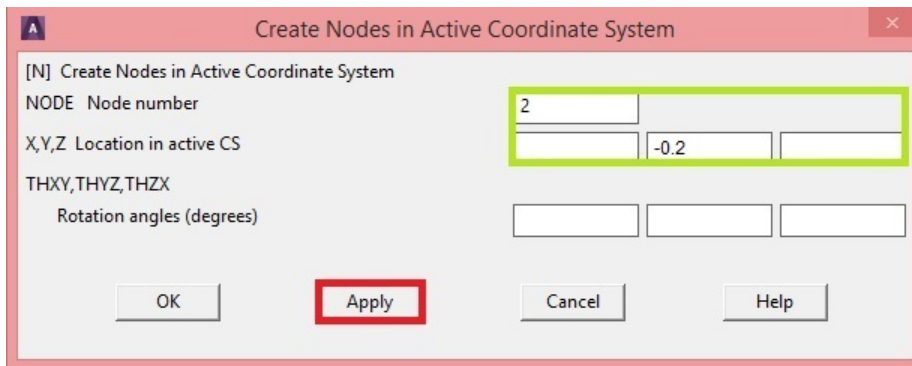 A
Create Nodes in Active Coordinate System
[N] Create Nodes in Active Coordinate System
NODE Node number 2
X,Y,Z Location in active CS -0.2
THXY,THYZ,THZX
Rotation angles (degrees)
OK Apply Cancel Help